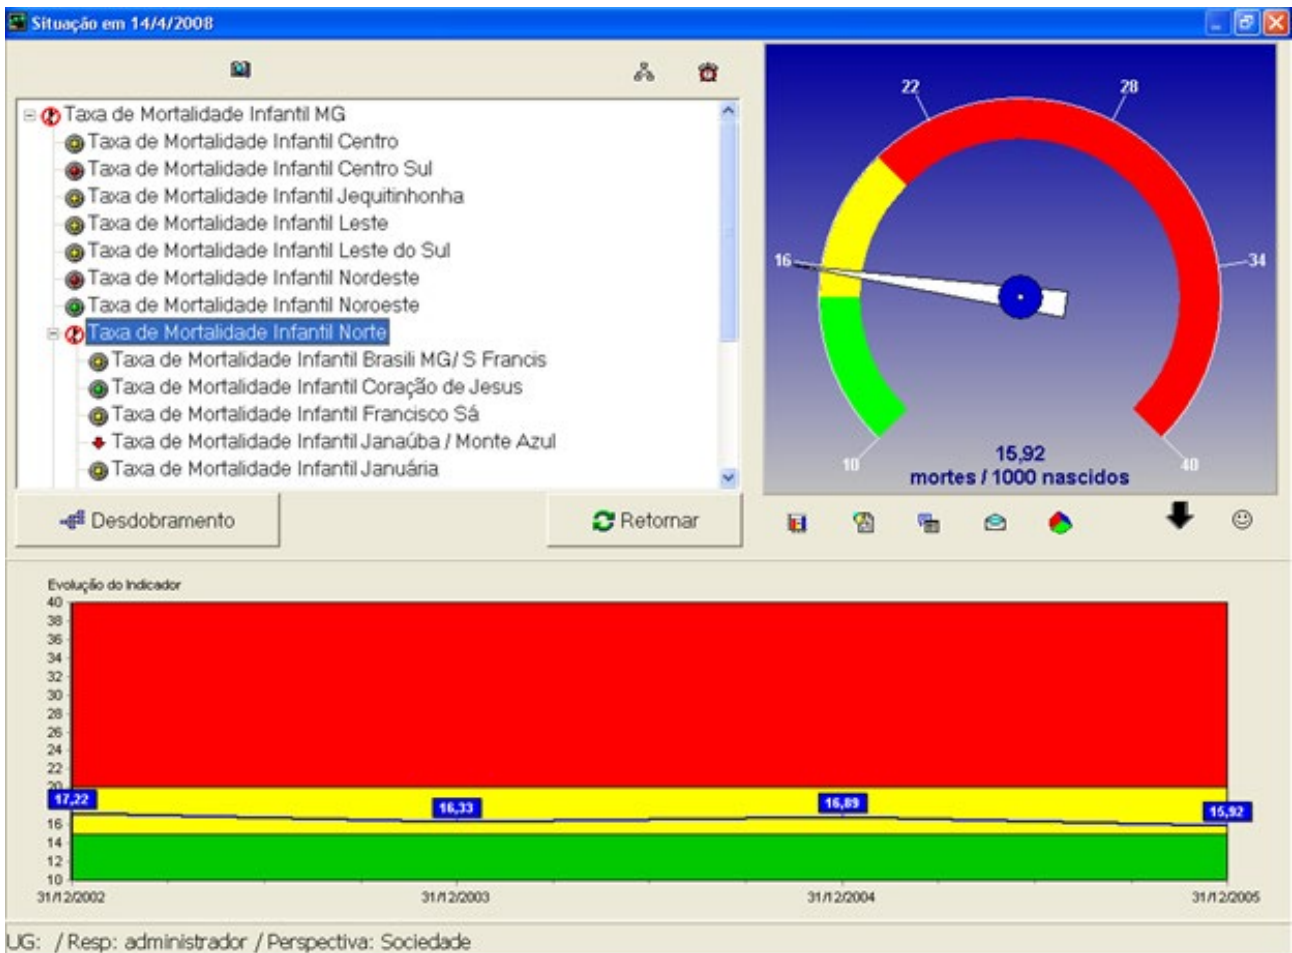 Situação em 14/4/2008
Taxa de Mortalidade Infantil MG
Taxa de Mortalidade Infantil Centro
Taxa de Mortalidade Infantil Centro Sul
Taxa de Mortalidade Infantil Jequitinhonha
Taxa de Mortalidade Infantil Leste
Taxa de Mortalidade Infantil Leste do Sul
Taxa de Mortalidade Infantil Nordeste
Taxa de Mortalidade Infantil Noroeste
Taxa de Mortalidade Infantil Norte
Taxa de Mortalidade Infantil Brasili MG/ S Francis
Taxa de Mortalidade Infantil Coração de Jesus
Taxa de Mortalidade Infantil Francisco Sá
Taxa de Mortalidade Infantil Janaúba / Monte Azul
Taxa de Mortalidade Infantil Januária
Desdobramento
Retornar
10
16
22
28
34
40
15,92
mortes / 1000 nascidos
Evolução do Indicador
40
38
36
34
32
30
28
26
24
22
20
16
14
12
10
17,22
16,33
16,89
15,92
31/12/2002
31/12/2003
31/12/2004
31/12/2005
UG: / Resp: administrador / Perspectiva: Sociedade